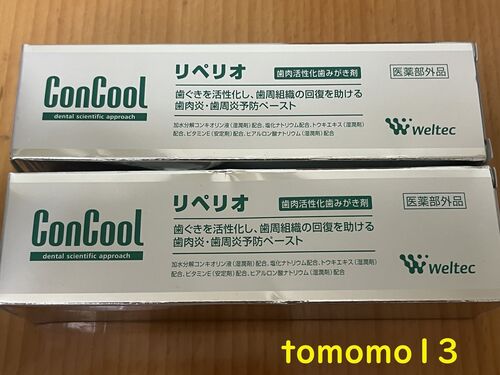 ConCool
dental scientific approach
リペリオ
歯肉活性化歯みがき剤
医薬部外品
歯ぐきを活性化し、歯周組織の回復を助ける
歯肉炎・歯周炎予防ペースト
加水分解コンキオリン液（湿潤剤）配合、塩化ナトリウム配合、トウキエキス（湿潤剤）
配合、ビタミンE（安定剤）配合、ヒアルロン酸ナトリウム（湿潤剤）配合
weltec
ConCool
dental scientific approach
リペリオ
歯肉活性化歯みがき剤
医薬部外品
歯ぐきを活性化し、歯周組織の回復を助ける
歯肉炎・歯周炎予防ペースト
加水分解コンキオリン液（湿潤剤）配合、塩化ナトリウム配合、トウキエキス（湿潤剤）
配合、ビタミンE（安定剤）配合、ヒアルロン酸ナトリウム（湿潤剤）配合
weltec
tomomo13